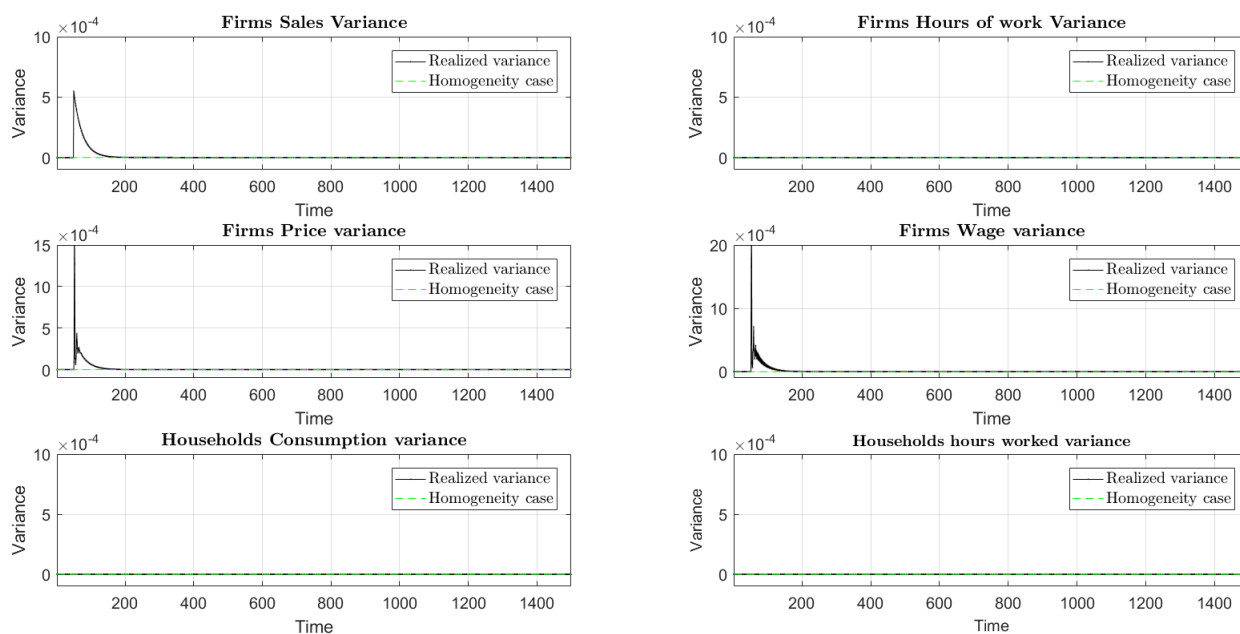 Firms Sales Variance
×10^-4
10
5
0
Variance
Realized variance
Homogeneity case
200 400 600 800 1000 1200 1400
Time
Firms Hours of work Variance
×10^-4
10
5
0
Variance
Realized variance
Homogeneity case
200 400 600 800 1000 1200 1400
Time
Firms Price variance
×10^-4
15
10
5
0
Variance
Realized variance
Homogeneity case
200 400 600 800 1000 1200 1400
Time
Firms Wage variance
×10^-4
20
10
0
Variance
Realized variance
Homogeneity case
200 400 600 800 1000 1200 1400
Time
Households Consumption variance
×10^-4
10
5
0
Variance
Realized variance
Homogeneity case
200 400 600 800 1000 1200 1400
Time
Households hours worked variance
×10^-4
10
5
0
Variance
Realized variance
Homogeneity case
200 400 600 800 1000 1200 1400
Time